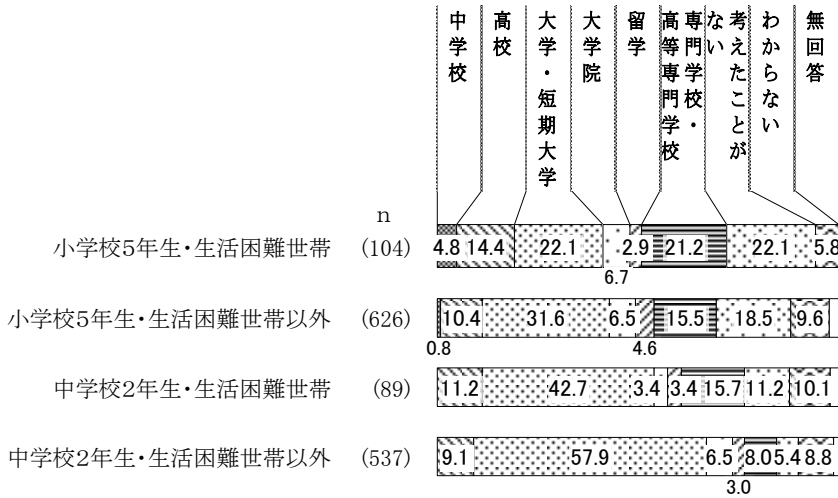 中学校
高校
大学・短期大学
大学院
留学
専門学校・
高等専門学校
考えたことが
ない
わからない
無回答
n
小学校5年生・生活困難世帯 (104) 4.8 14.4 22.1 2.9 21.2 22.1 5.8
6.7
小学校5年生・生活困難世帯以外 (626) 10.4 31.6 6.5 15.5 18.5 9.6
0.8 4.6
中学校2年生・生活困難世帯 (89) 11.2 42.7 3.4 3.4 15.7 11.2 10.1
中学校2年生・生活困難世帯以外 (537) 9.1 57.9 6.5 8.0 5.4 8.8
3.0